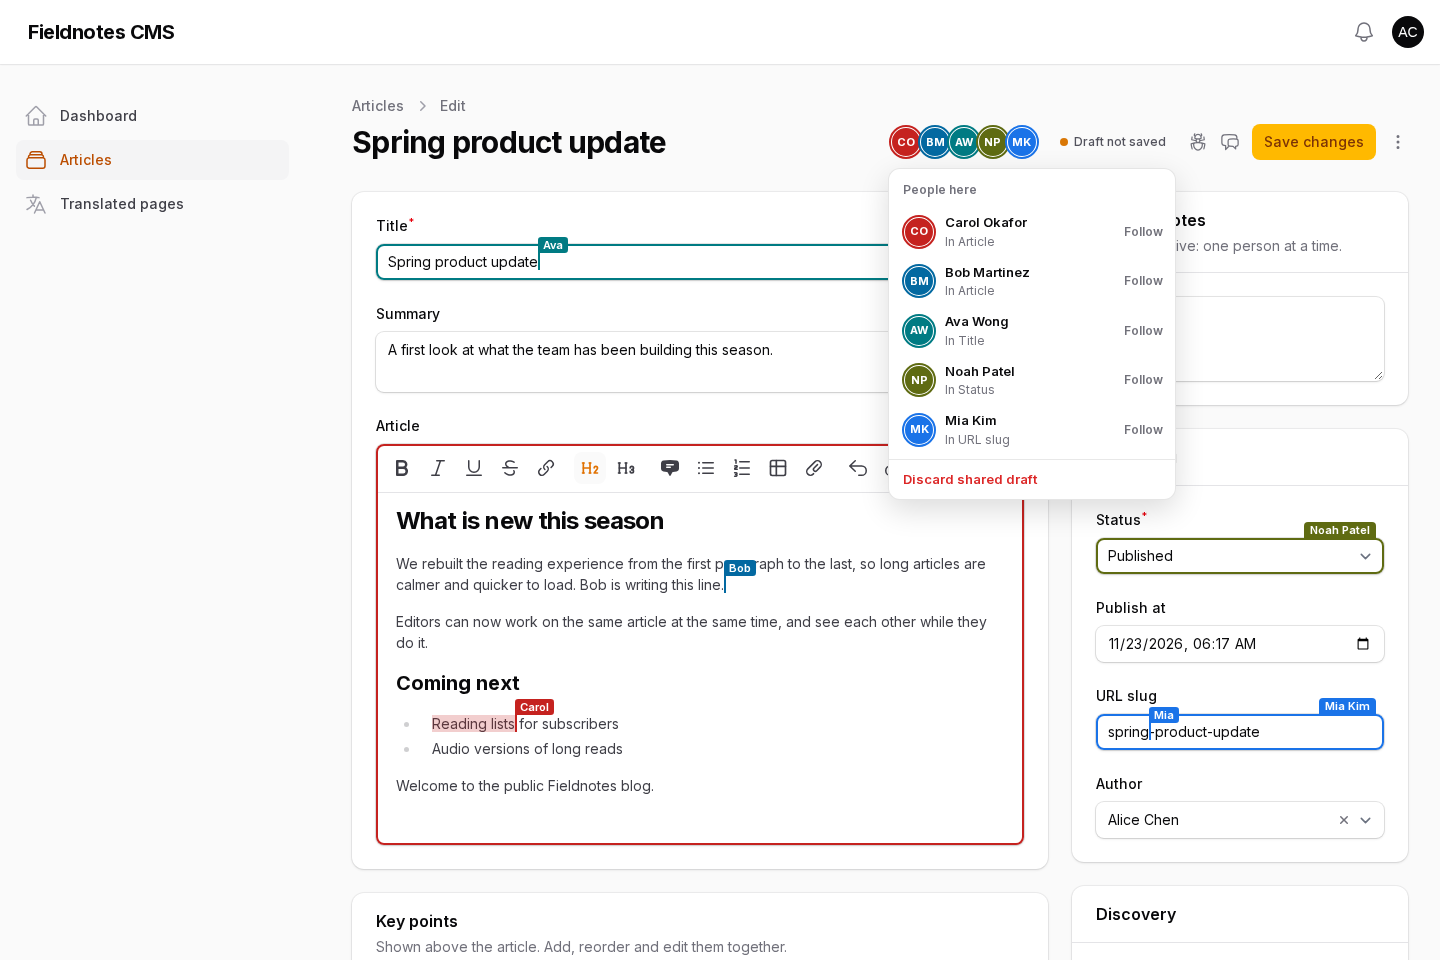 Fieldnotes CMS
AC
Dashboard
Articles
Translated pages
Articles
Edit
Spring product update
CO
BM
AW
NP
MK
Draft not saved
Save changes
People here
CO
Carol Okafor
In Article
Follow
BM
Bob Martinez
In Article
Follow
AW
Ava Wong
In Title
Follow
NP
Noah Patel
In Status
Follow
MK
Mia Kim
In URL slug
Follow
Discard shared draft
Title*
Ava
Spring product update
Summary
A first look at what the team has been building this season.
Article
B I U S H2 H3
What is new this season
We rebuilt the reading experience from the first p
raph to the last, so long articles are
Bob
calmer and quicker to load. Bob is writing this line.
Editors can now work on the same article at the same time, and see each other while they
do it.
Coming next
Carol
Reading lists for subscribers
Audio versions of long reads
Welcome to the public Fieldnotes blog.
Key points
Shown above the article. Add, reorder and edit them together.
otes
ive: one person at a time.
Status*
Noah Patel
Published
Publish at
11/23/2026, 06:17 AM
URL slug
Mia Kim
Mia
spring-product-update
Author
Alice Chen
Discovery